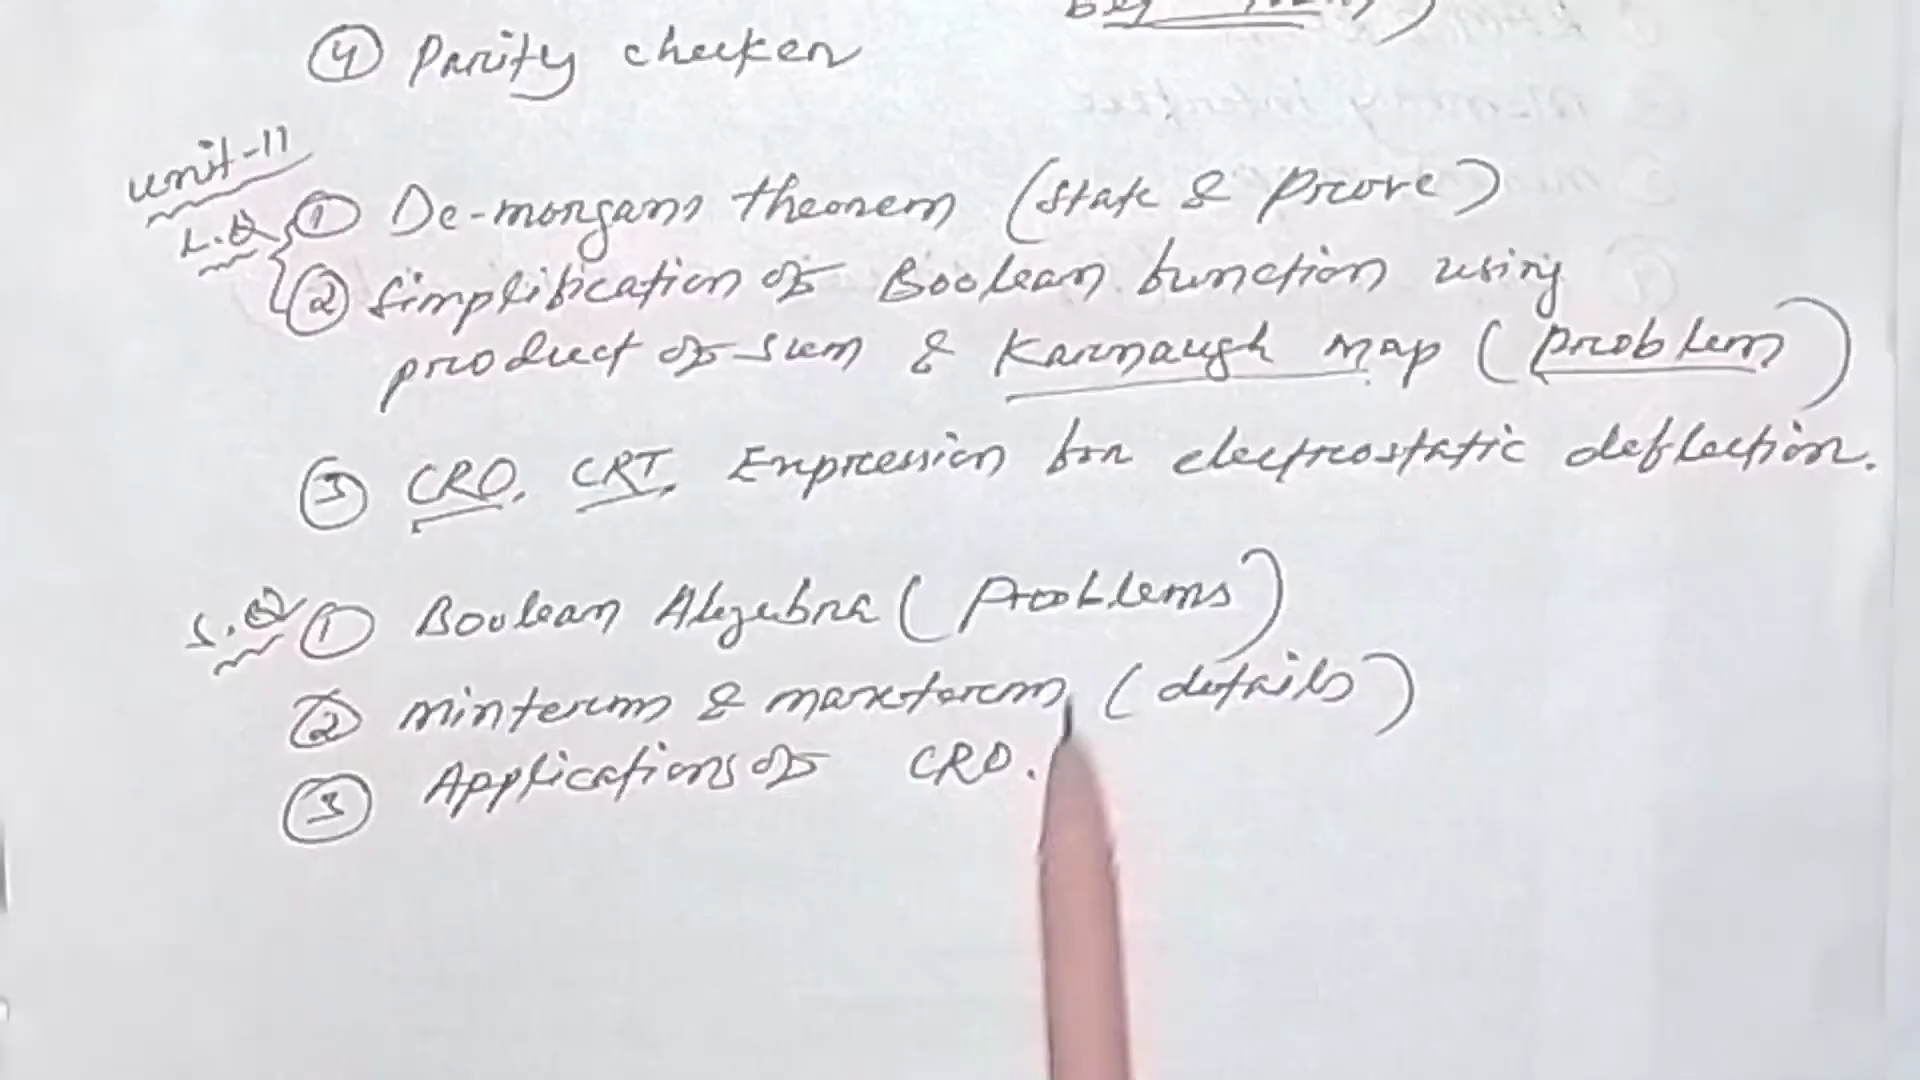 ④ Parity checker
Unit-II
L.Q ① De-morgans theorem (state & prove)
② Simplification of Boolean function using
product of sum & Karnaugh map (problem)
③ CRO, CRT, Expression for electrostatic deflection.
S.Q ① Boolean Algebra (problems)
② minterm & maxterm (details)
③ Applications of CRO.